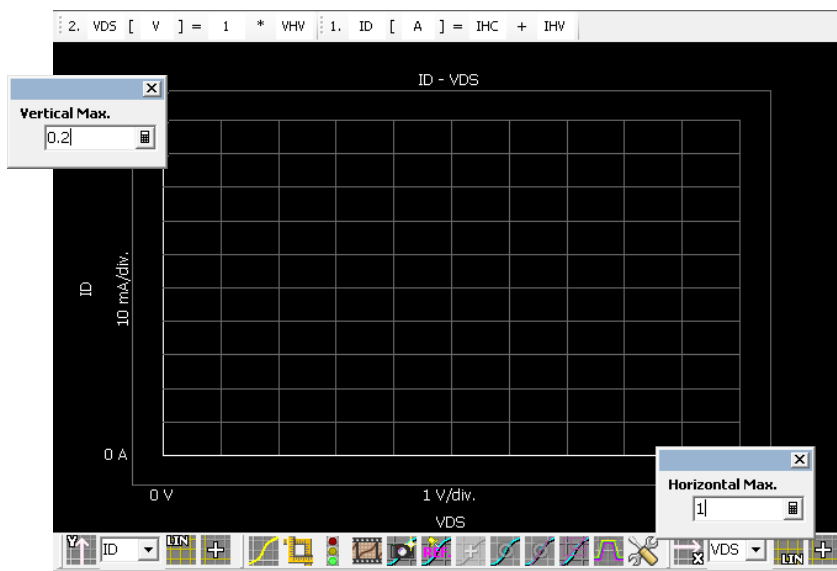 2. VDS [ V ] = 1 * VHV 1. ID [ A ] = IHC + IHV
ID - VDS
Vertical Max.
0.2
ID
10 mA/div.
0 A
0 V
1 V/div.
VDS
Horizontal Max.
1
Y
ID
LIN
REF.
X
VDS
LIN